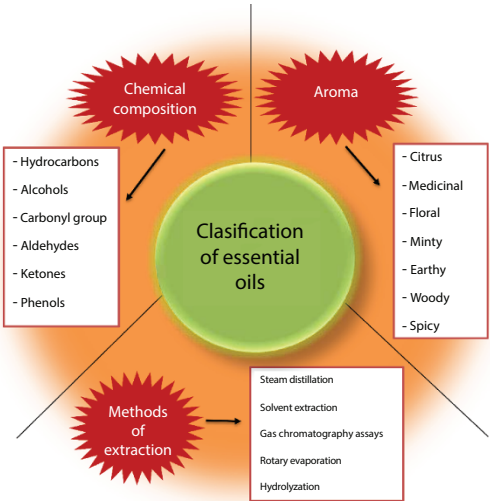 Chemical
composition
Aroma
- Hydrocarbons
- Alcohols
- Carbonyl group
- Aldehydes
- Ketones
- Phenols
- Citrus
- Medicinal
- Floral
- Minty
- Earthy
- Woody
- Spicy
Clasification
of essential
oils
Methods
of
extraction
Steam distillation
Solvent extraction
Gas chromatography assays
Rotary evaporation
Hydrolyzation